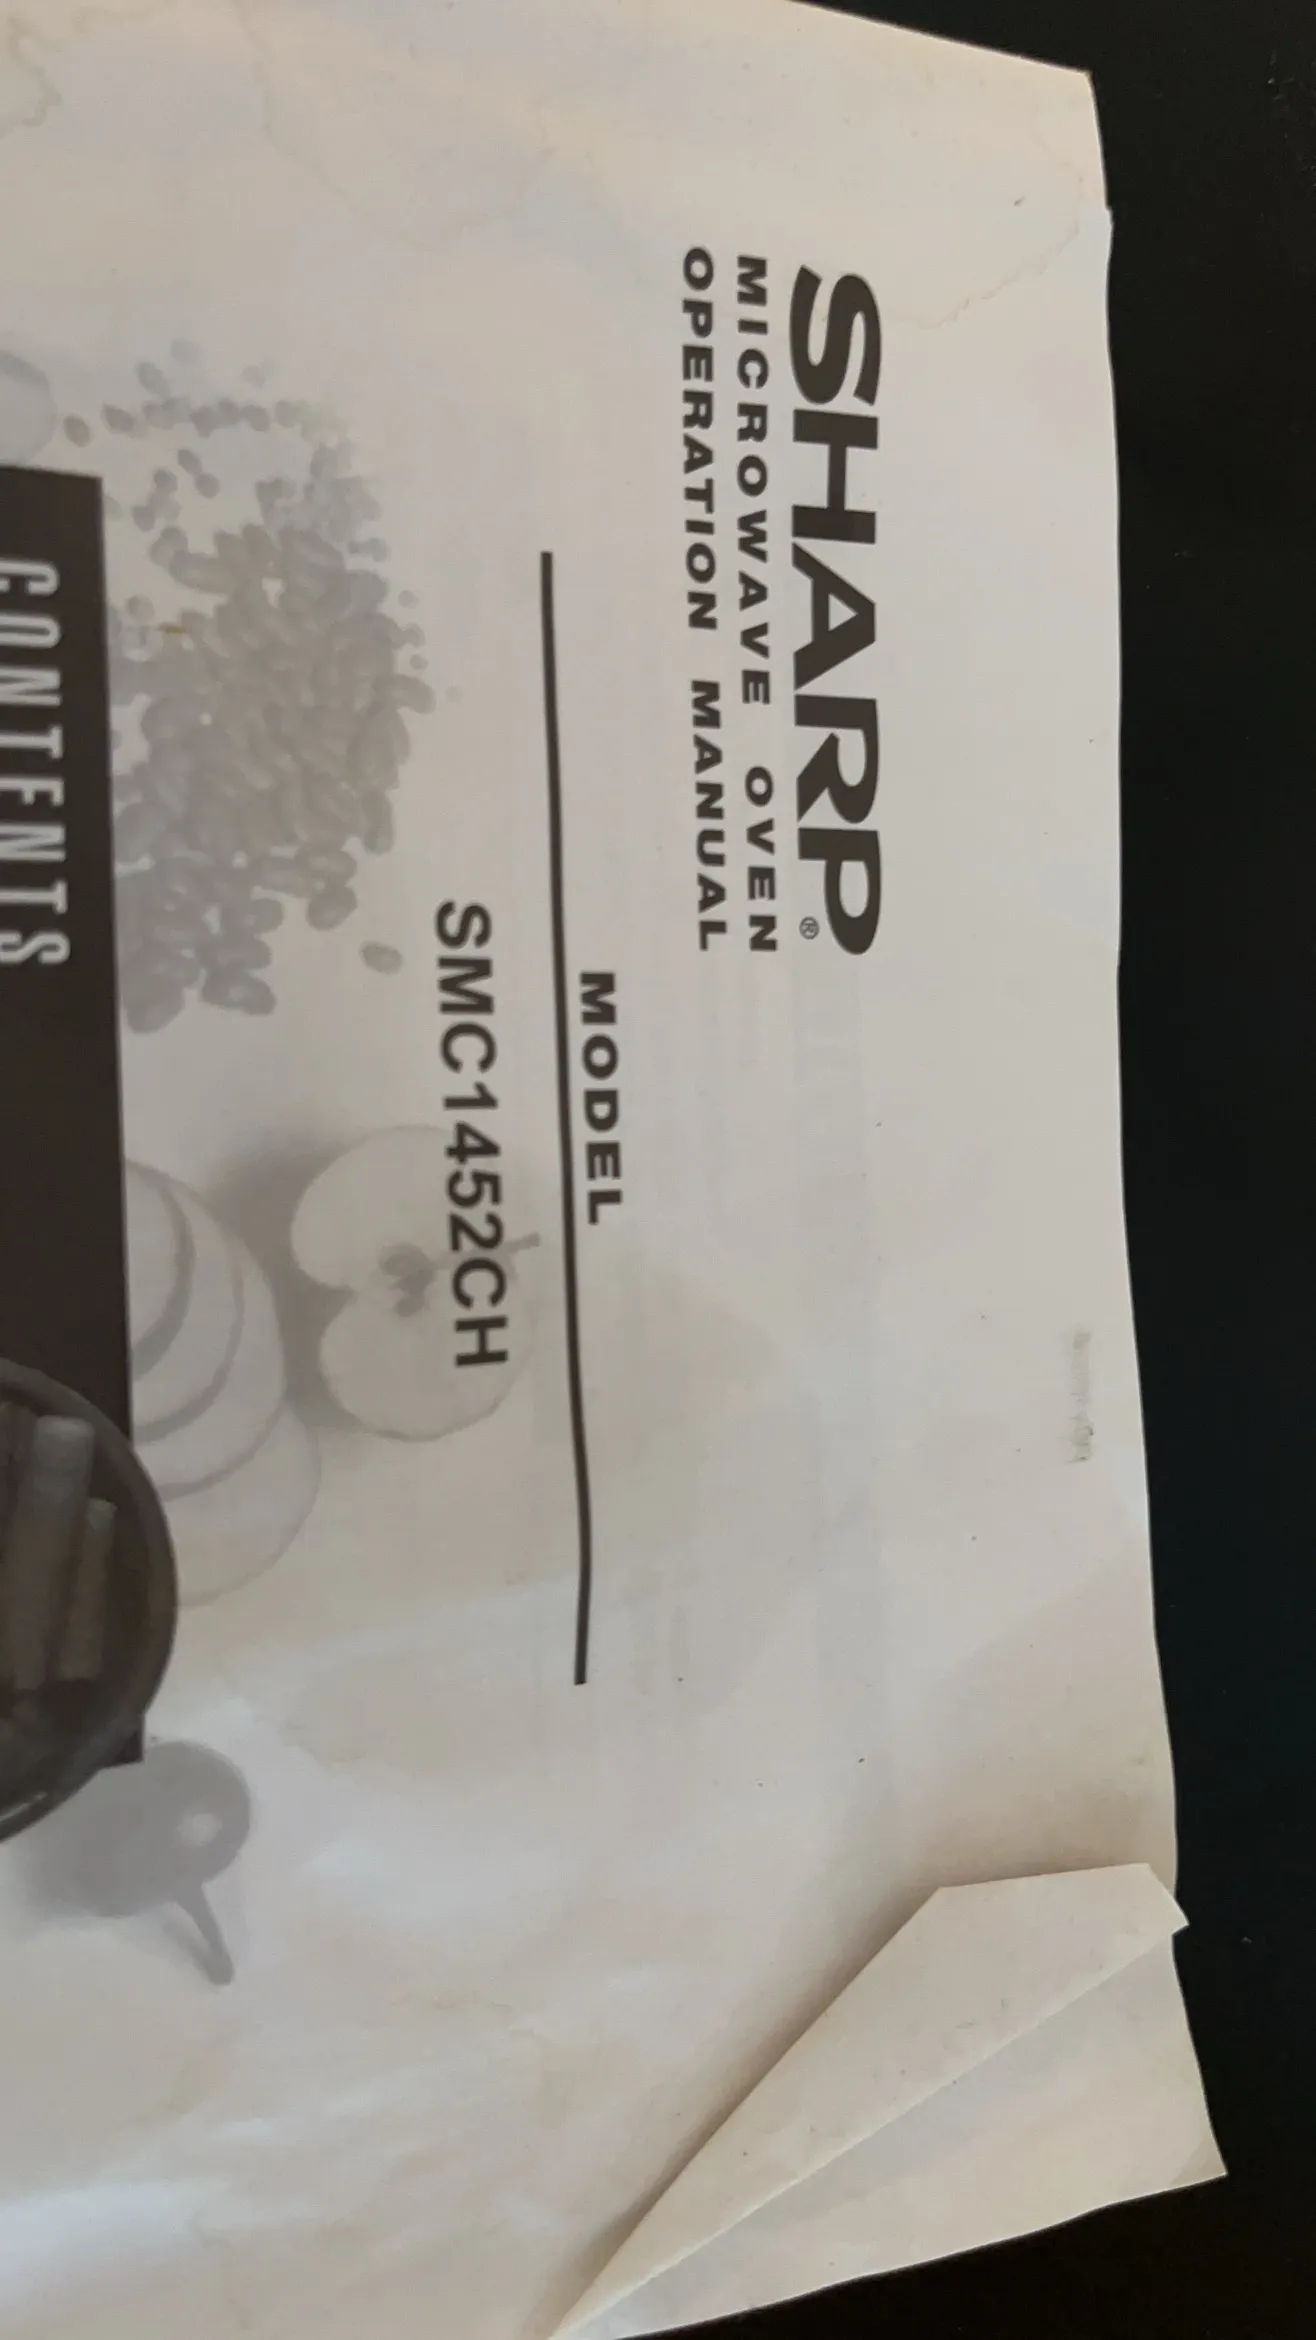 SHARP®
MICROWAVE OVEN
OPERATION MANUAL
MODEL
SMC1452CH
CONTENTS